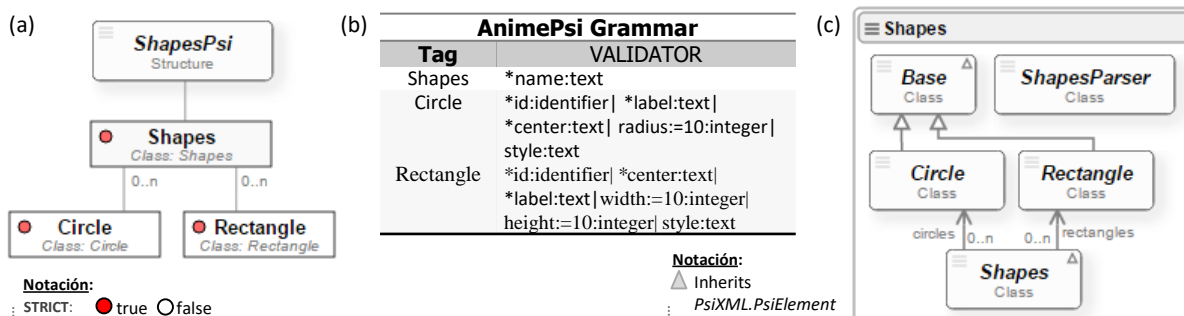 (a)
ShapesPsi
Structure
Shapes
Class: Shapes
0..n
0..n
Circle
Class: Circle
Rectangle
Class: Rectangle
Notación:
STRICT: true false
(b)
AnimePsi Grammar
Tag VALIDATOR
Shapes *name:text
Circle *id:identifier| *label:text|
*center:text| radius:=10:integer|
style:text
Rectangle *id:identifier| *center:text|
*label:text|width:=10:integer|
height:=10:integer| style:text
Notación:
Inherits
PsiXML.PsiElement
(c)
Shapes
Base
Class
ShapesParser
Class
Circle
Class
Rectangle
Class
circles 0..n 0..n rectangles
Shapes
Class